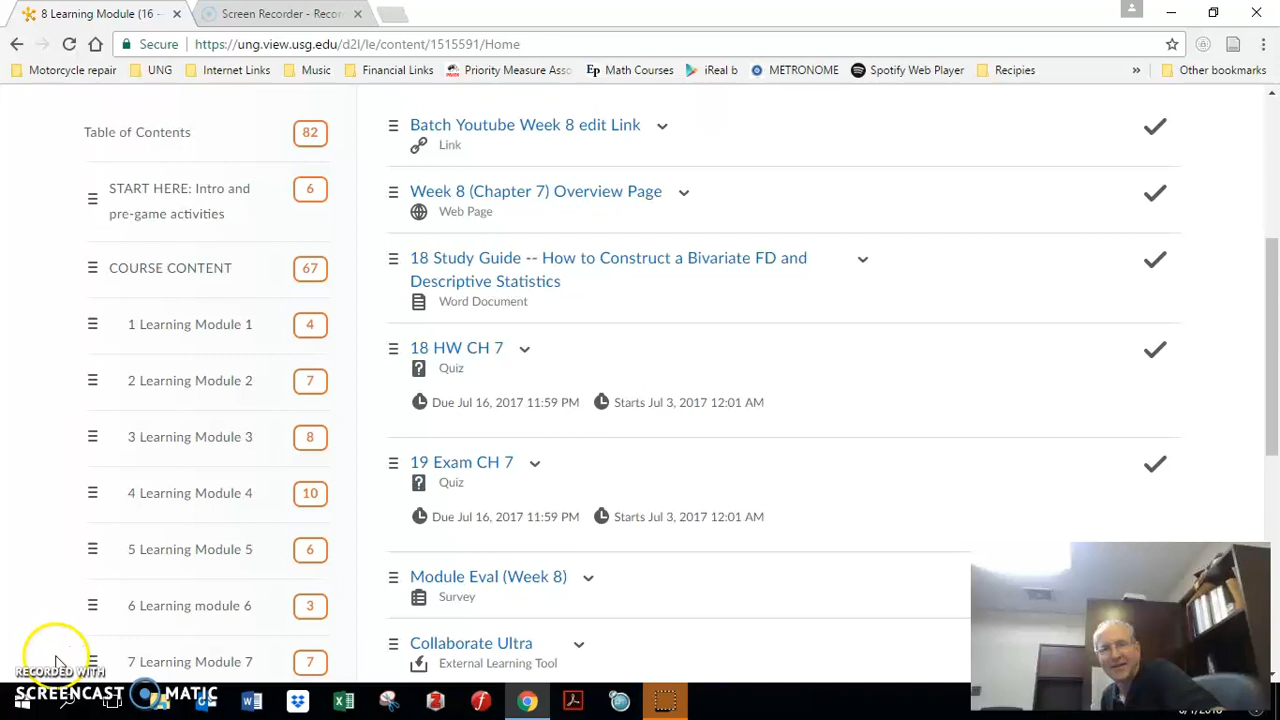 8 Learning Module (16 -
Screen Recorder - Recor
Secure
https://ung.view.usg.edu/d2l/le/content/1515591/Home
Motorcycle repair
UNG
Internet Links
Music
Financial Links
Priority Measure Asso
Ep Math Courses
iReal b
METRONOME
Spotify Web Player
Recipies
»
Other bookmarks
Table of Contents
82
START HERE: Intro and
pre-game activities
6
COURSE CONTENT
67
1 Learning Module 1
4
2 Learning Module 2
7
3 Learning Module 3
8
4 Learning Module 4
10
5 Learning Module 5
6
6 Learning module 6
3
7 Learning Module 7
7
Batch Youtube Week 8 edit Link
Link
Week 8 (Chapter 7) Overview Page
Web Page
18 Study Guide -- How to Construct a Bivariate FD and
Descriptive Statistics
Word Document
18 HW CH 7
Quiz
Due Jul 16, 2017 11:59 PM
Starts Jul 3, 2017 12:01 AM
19 Exam CH 7
Quiz
Due Jul 16, 2017 11:59 PM
Starts Jul 3, 2017 12:01 AM
Module Eval (Week 8)
Survey
Collaborate Ultra
External Learning Tool
RECORDED WITH
SCREENCAST MATIC